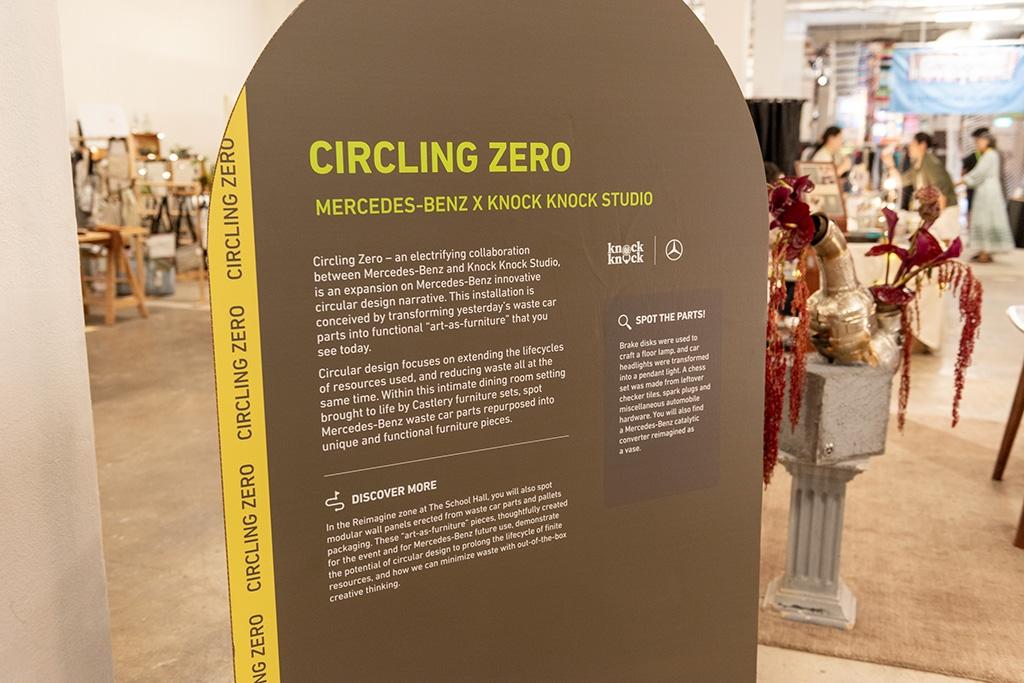 CIRCLING ZERO
MERCEDES-BENZ X KNOCK KNOCK STUDIO
Circling Zero – an electrifying collaboration
between Mercedes-Benz and Knock Knock Studio,
is an expansion on Mercedes-Benz innovative
circular design narrative. This installation is
conceived by transforming yesterday's waste car
parts into functional “art-as-furniture” that you
see today.
Circular design focuses on extending the lifecycles
of resources used, and reducing waste all at the
same time. Within this intimate dining room setting
brought to life by Castlery furniture sets, spot
Mercedes-Benz waste car parts repurposed into
unique and functional furniture pieces.
DISCOVER MORE
In the Reimagine zone at The School Hall, you will also spot
modular wall panels erected from waste car parts and pallets
packaging. These “art-as-furniture” pieces, thoughtfully created
for the event and for Mercedes-Benz future use, demonstrate
the potential of circular design to prolong the lifecycle of finite
resources, and how we can minimize waste with out-of-the-box
creative thinking.
knock
knock
SPOT THE PARTS!
Brake disks were used to
craft a floor lamp, and car
headlights were transformed
into a pendant light. A chess
set was made from leftover
checker tiles, spark plugs and
miscellaneous automobile
hardware. You will also find
a Mercedes-Benz catalytic
converter reimagined as
a vase.
CIRCLING ZERO
CIRCLING ZERO
CIRCLING ZERO
CIRCLING ZERO
NG ZERO